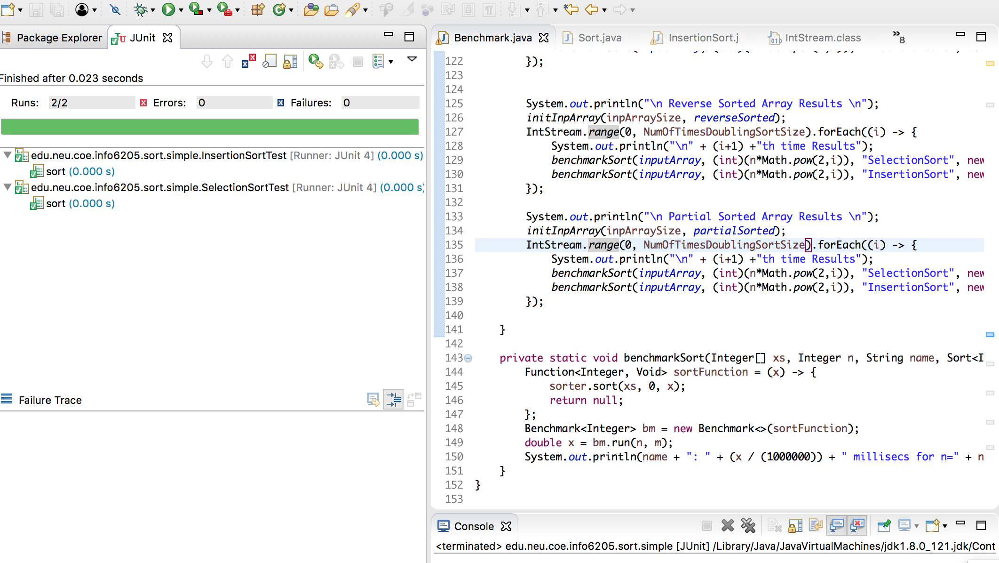 Package Explorer
JUnit
Finished after 0.023 seconds
Runs: 2/2
Errors: 0
Failures: 0
edu.neu.coe.info6205.sort.simple.InsertionSortTest [Runner: JUnit 4] (0.000 s)
sort (0.000 s)
edu.neu.coe.info6205.sort.simple.SelectionSortTest [Runner: JUnit 4] (0.000 s)
sort (0.000 s)
Failure Trace
Benchmark.java
Sort.java
InsertionSort.j
IntStream.class
8
122 });
123
124
125 System.out.println("\n Reverse Sorted Array Results \n");
126 initInpArray(inpArraySize, reverseSorted);
127 IntStream.range(0, NumOfTimesDoublingSortSize).forEach((i) -> {
128 System.out.println("\n" + (i+1) +"th time Results");
129 benchmarkSort(inputArray, (int)(n*Math.pow(2,i)), "SelectionSort", new
130 benchmarkSort(inputArray, (int)(n*Math.pow(2,i)), "InsertionSort", new
131 });
132
133 System.out.println("\n Partial Sorted Array Results \n");
134 initInpArray(inpArraySize, partialSorted);
135 IntStream.range(0, NumOfTimesDoublingSortSize).forEach((i) -> {
136 System.out.println("\n" + (i+1) +"th time Results");
137 benchmarkSort(inputArray, (int)(n*Math.pow(2,i)), "SelectionSort", new
138 benchmarkSort(inputArray, (int)(n*Math.pow(2,i)), "InsertionSort", new
139 });
140
141 }
142
143 private static void benchmarkSort(Integer[] xs, Integer n, String name, Sort<I
144 Function<Integer, Void> sortFunction = (x) -> {
145 sorter.sort(xs, 0, x);
146 return null;
147 };
148 Benchmark<Integer> bm = new Benchmark<>(sortFunction);
149 double x = bm.run(n, m);
150 System.out.println(name + ": " + (x / (1000000)) + " millisecs for n=" + n
151 }
152 }
153
Console
<terminated> edu.neu.coe.info6205.sort.simple [JUnit] /Library/Java/JavaVirtualMachines/jdk1.8.0_121.jdk/Cont